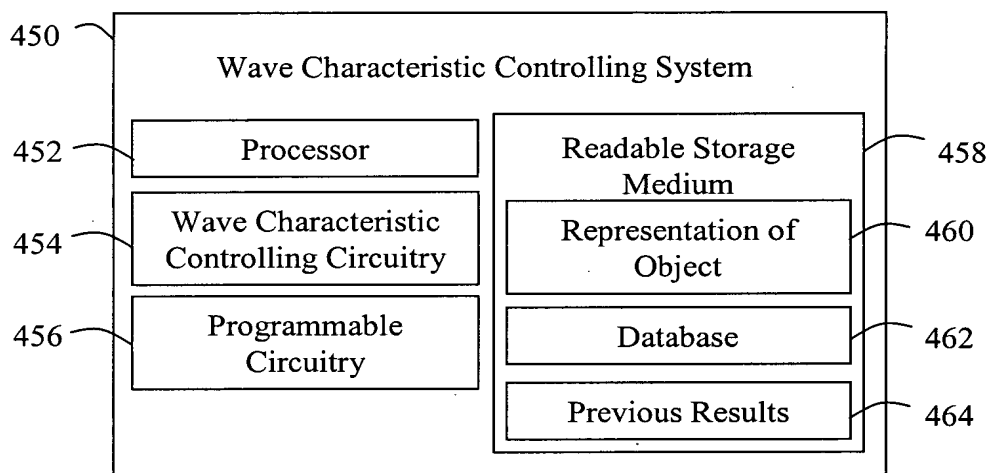 450
Wave Characteristic Controlling System
452
Processor
454
Wave Characteristic
Controlling Circuitry
456
Programmable
Circuitry
Readable Storage
Medium
458
Representation of
Object
460
Database
462
Previous Results
464